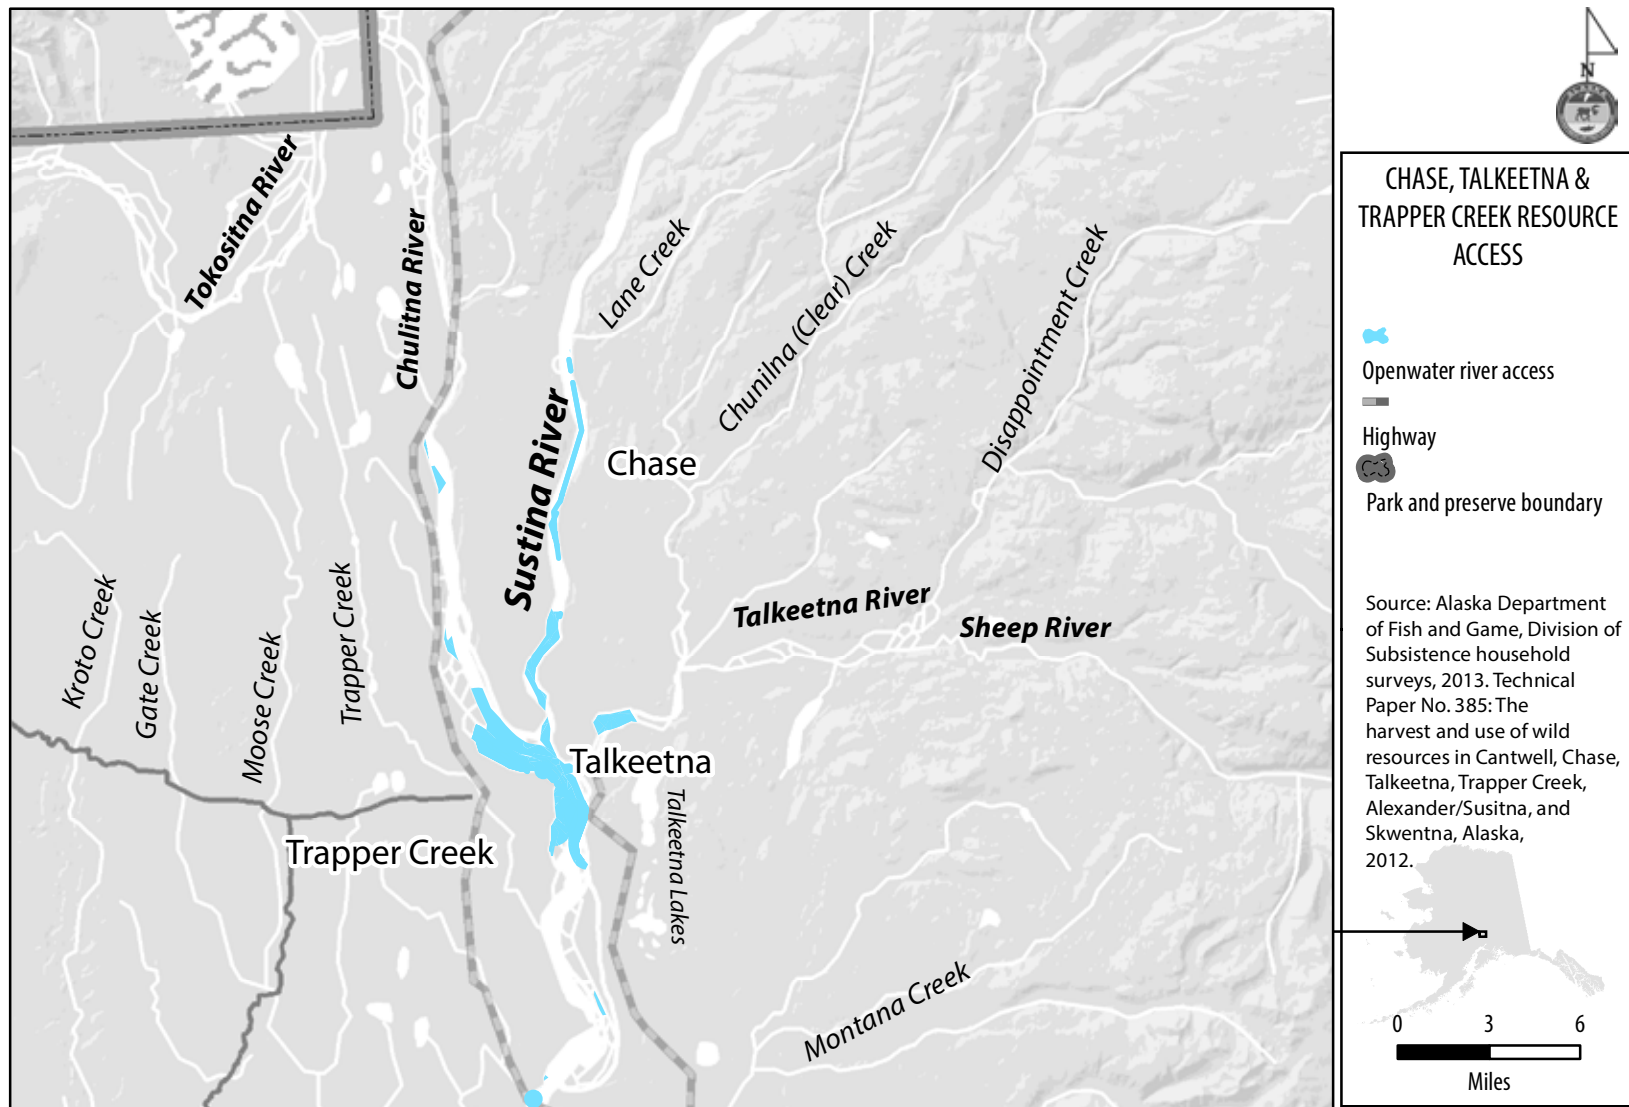 Tokositna River
Chulitna River
Lane Creek
Chunilna (Clear) Creek
Disappointment Creek
Sustina River
Chase
Talkeetna River
Sheep River
Kroto Creek
Gate Creek
Moose Creek
Trapper Creek
Talkeetna
Trapper Creek
Talkeetna Lakes
Montana Creek
N
ALASKA
CHASE, TALKEETNA &
TRAPPER CREEK RESOURCE
ACCESS
Openwater river access
Highway
Park and preserve boundary
Source: Alaska Department
of Fish and Game, Division of
Subsistence household
surveys, 2013. Technical
Paper No. 385: The
harvest and use of wild
resources in Cantwell, Chase,
Talkeetna, Trapper Creek,
Alexander/Susitna, and
Skwentna, Alaska,
2012.
0 3 6
Miles